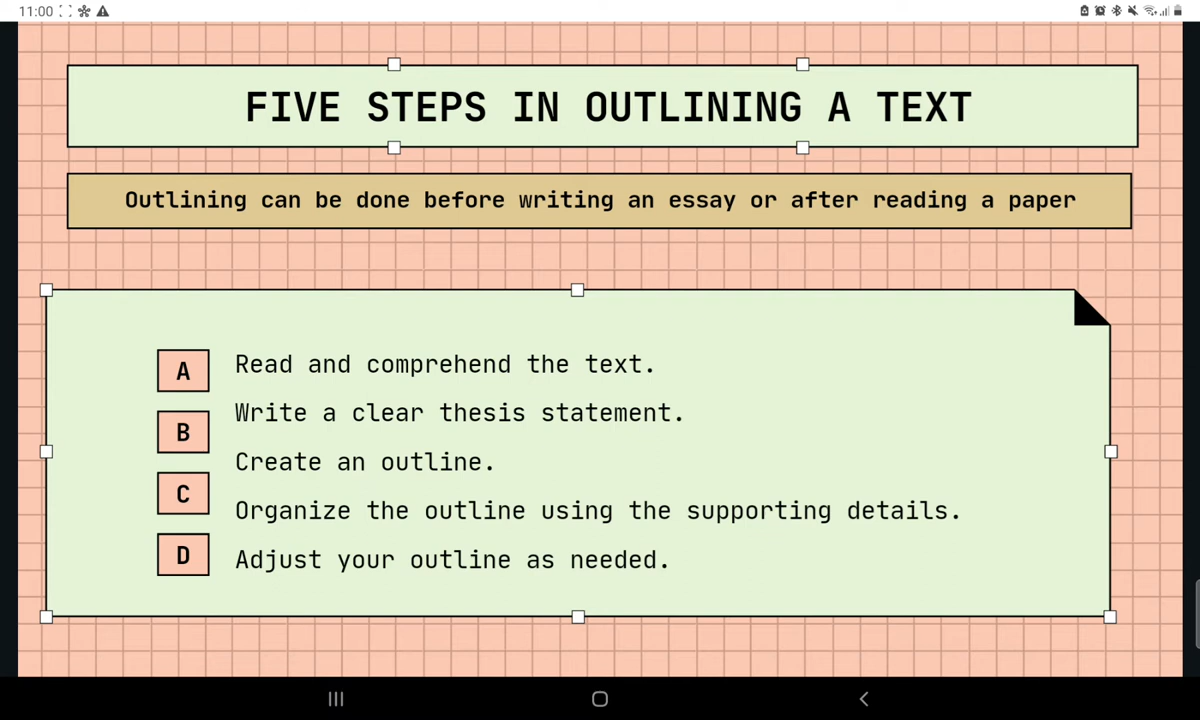 11:00
FIVE STEPS IN OUTLINING A TEXT
Outlining can be done before writing an essay or after reading a paper
A
Read and comprehend the text.
B
Write a clear thesis statement.
C
Create an outline.
Organize the outline using the supporting details.
D
Adjust your outline as needed.